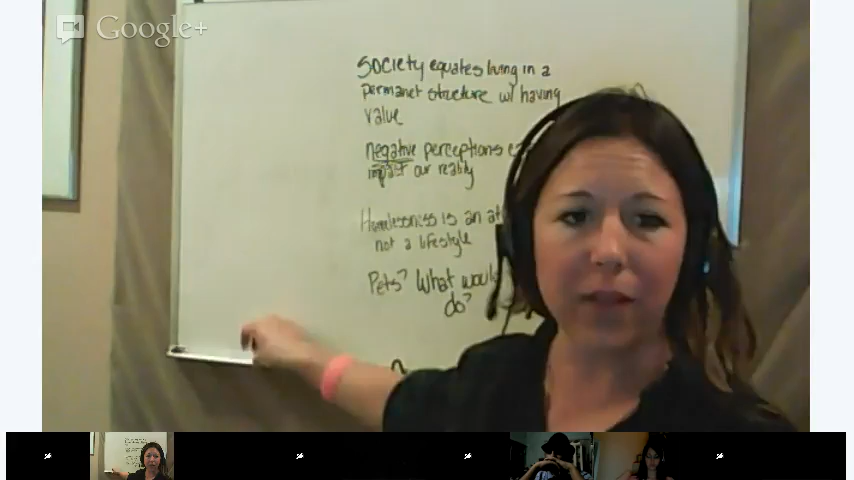 Google+
Society equates living in a
permanet structure w/ having
value
negative perceptions
impact our reality
Homelessness is an
not a lifestyle
Pets? What would
do?